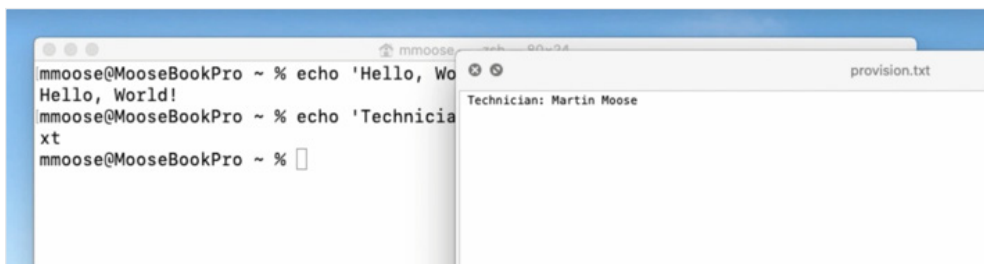 mmoose — zsh — 80×24
mmoose@MooseBookPro ~ % echo 'Hello, Wo
Hello, World!
mmoose@MooseBookPro ~ % echo 'Technicia
xt
mmoose@MooseBookPro ~ %
provision.txt
Technician: Martin Moose